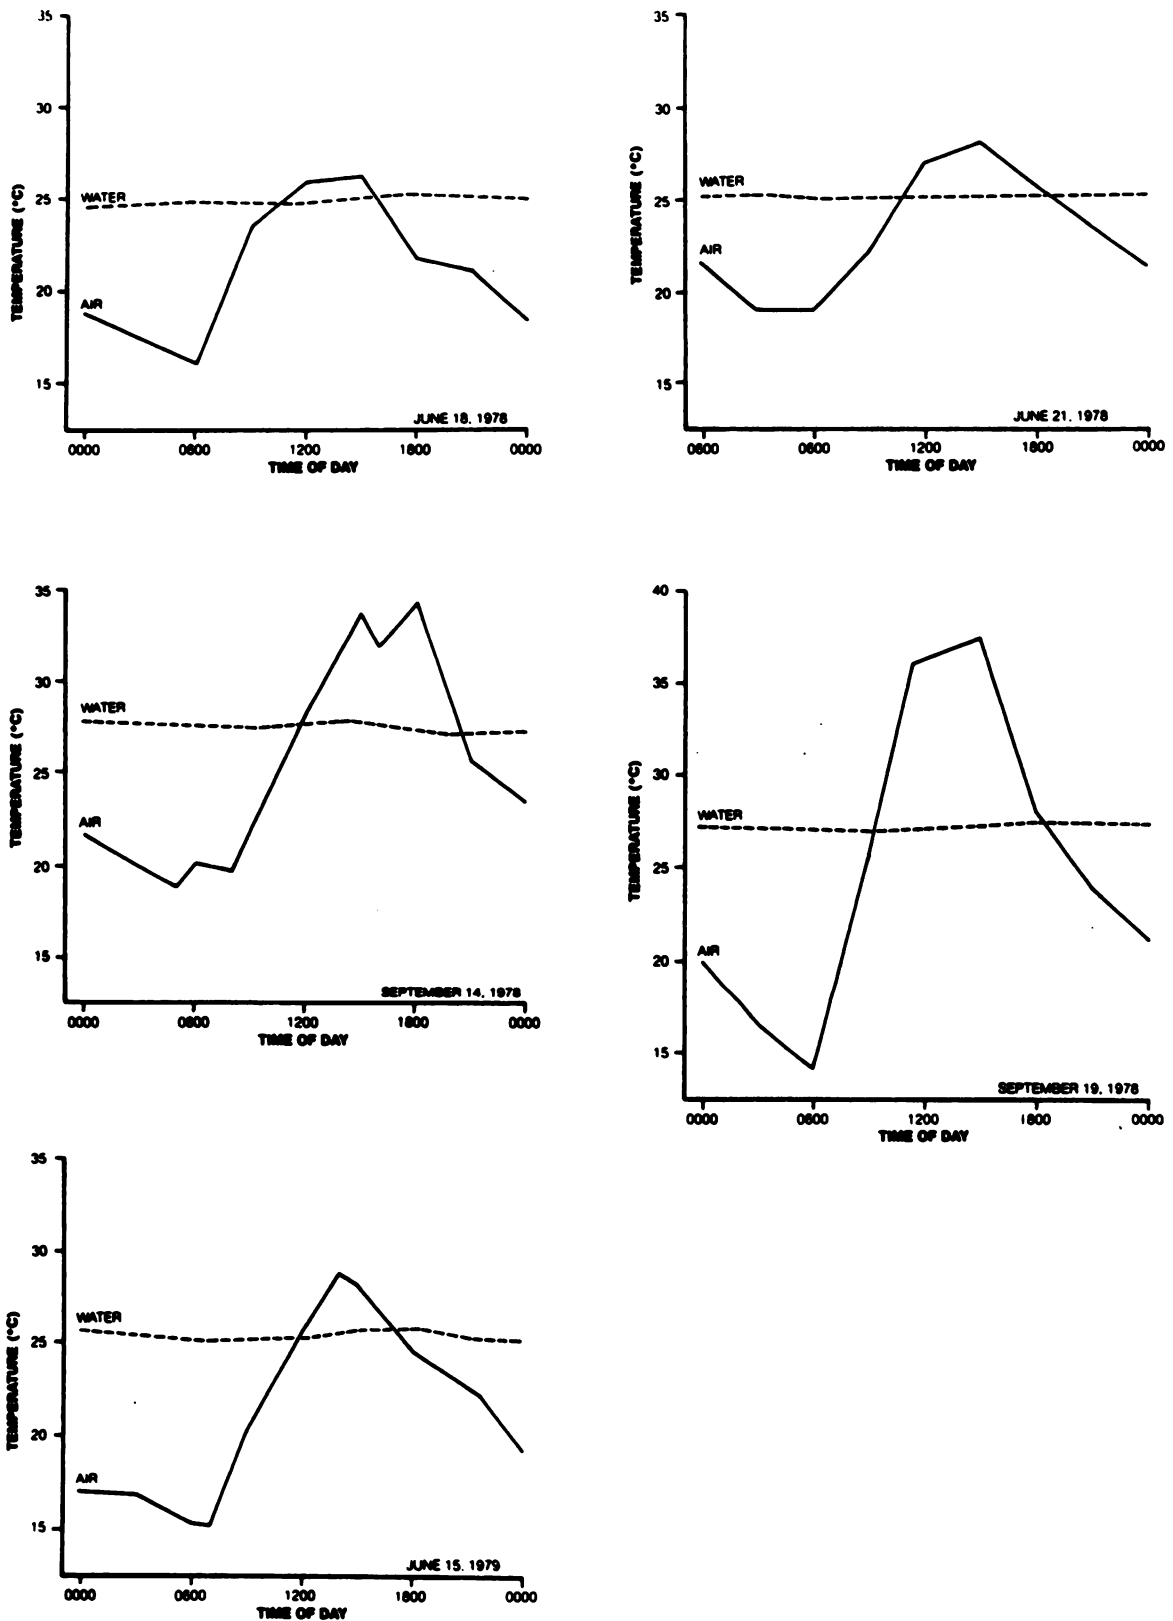 35
30
25
20
15
TEMPERATURE (°C)
WATER
AIR
JUNE 18, 1978
0000 0600 1200 1800 0000
TIME OF DAY
35
30
25
20
15
TEMPERATURE (°C)
WATER
AIR
JUNE 21, 1978
0600 0600 1200 1800 0000
TIME OF DAY
35
30
25
20
15
TEMPERATURE (°C)
WATER
AIR
SEPTEMBER 14, 1978
0000 0600 1200 1800 0000
TIME OF DAY
40
35
30
25
20
15
TEMPERATURE (°C)
WATER
AIR
SEPTEMBER 19, 1978
0000 0600 1200 1800 0000
TIME OF DAY
35
30
25
20
15
TEMPERATURE (°C)
WATER
AIR
JUNE 15, 1979
0000 0600 1200 1800 0000
TIME OF DAY